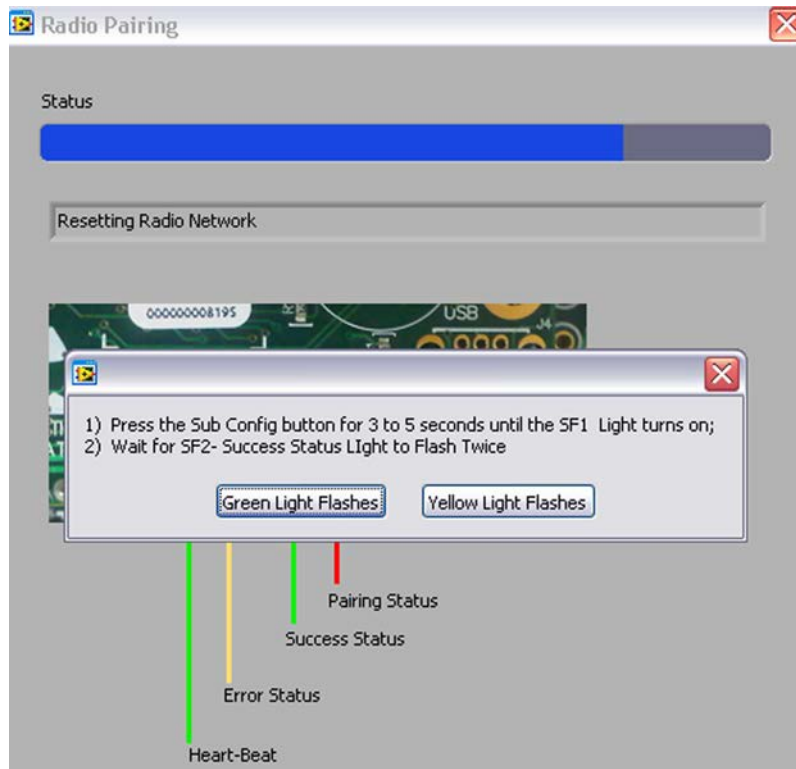 Radio Pairing
Status
Resetting Radio Network
000000008195
USB
J4
1) Press the Sub Config button for 3 to 5 seconds until the SF1 Light turns on;
2) Wait for SF2- Success Status LIght to Flash Twice
Green Light Flashes
Yellow Light Flashes
Pairing Status
Success Status
Error Status
Heart-Beat